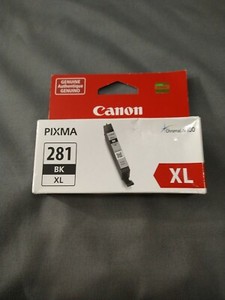 GENUINE
AUTHENTIQUE
GENUINO
Canon
PIXMA
281
BK
XL
XL